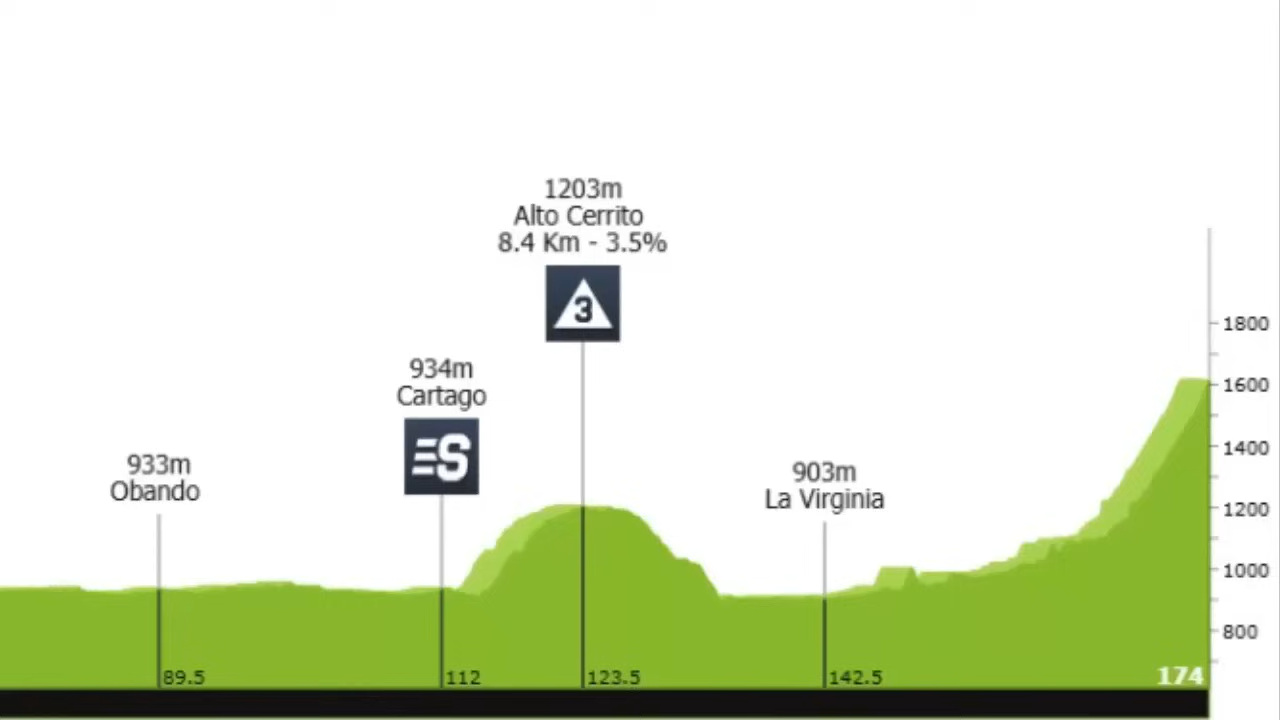 1203m
Alto Cerrito
8.4 Km - 3.5%
3
934m
Cartago
S
933m
Obando
903m
La Virginia
1800
1600
1400
1200
1000
800
89.5
112
123.5
142.5
174